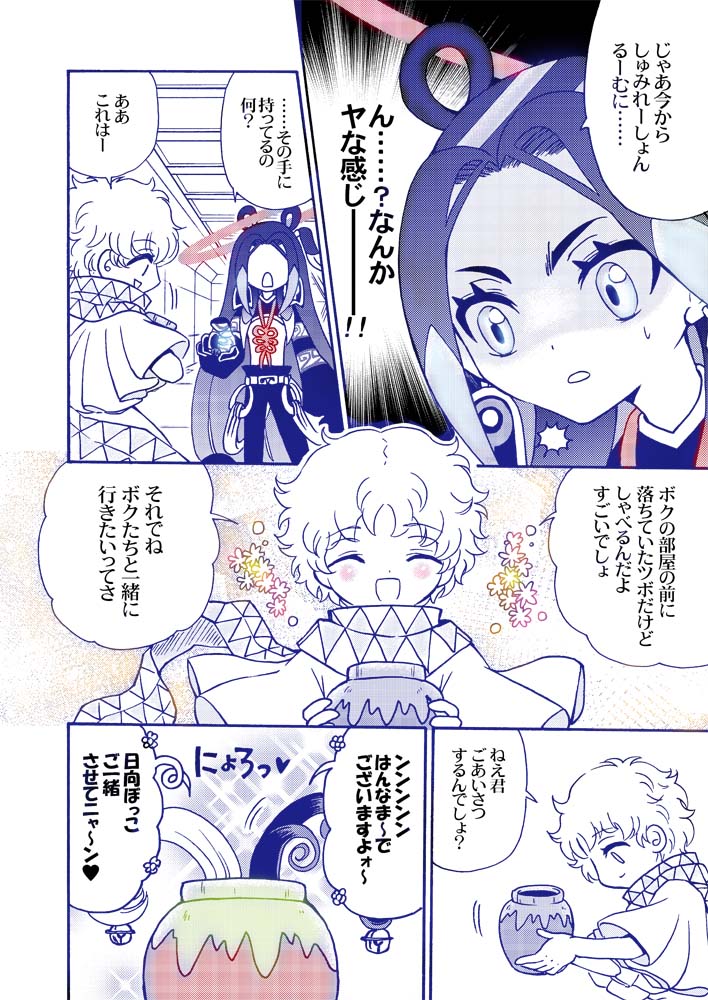 じゃあ今から
しゅみれーしょん
るーむに……
ん……？なんか
ヤな感じ━━━!!
……その手に
持ってるの
何？
ああ
これはー
ボクの部屋の前に
落ちていたツボだけど
しゃべるんだよ
すごいでしょ
それでね
ボクたちと一緒に
行きたいってさ
ねえ君
ごあいさつ
するんでしょ？
ンンンンン
はんなま〜で
ございますよォ〜
にょろっ♥
日向ぼっこ
ご一緒
させてニャ〜ン♥